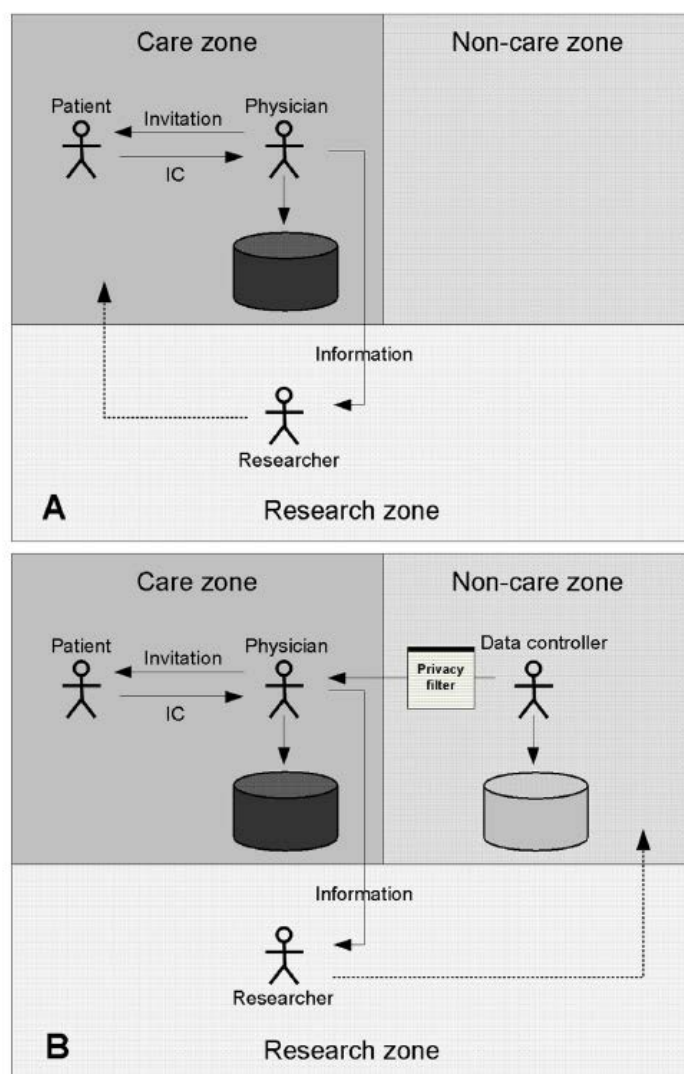 Care zone
Non-care zone
Patient
Physician
Invitation
IC
Information
Researcher
A
Research zone
Care zone
Non-care zone
Patient
Physician
Data controller
Invitation
Privacy
filter
IC
Information
Researcher
B
Research zone